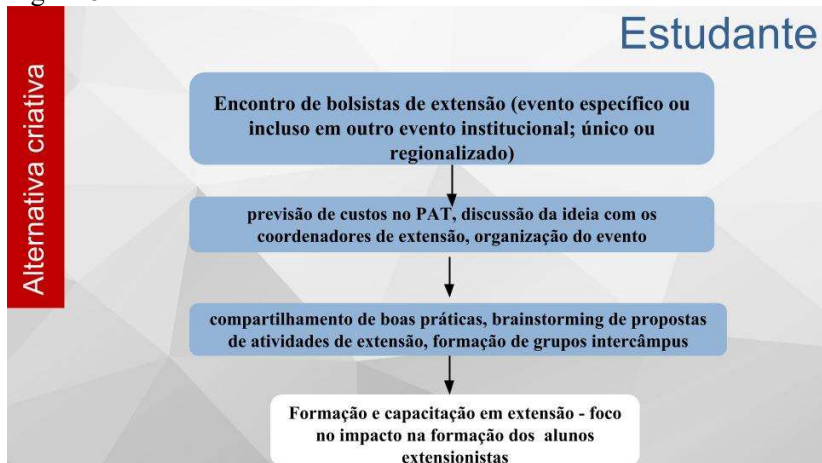 Estudante
Alternativa criativa
Encontro de bolsistas de extensão (evento específico ou
incluso em outro evento institucional; único ou
regionalizado)
previsão de custos no PAT, discussão da ideia com os
coordenadores de extensão, organização do evento
compartilhamento de boas práticas, brainstorming de propostas
de atividades de extensão, formação de grupos intercâmpus
Formação e capacitação em extensão - foco
no impacto na formação dos alunos
extensionistas